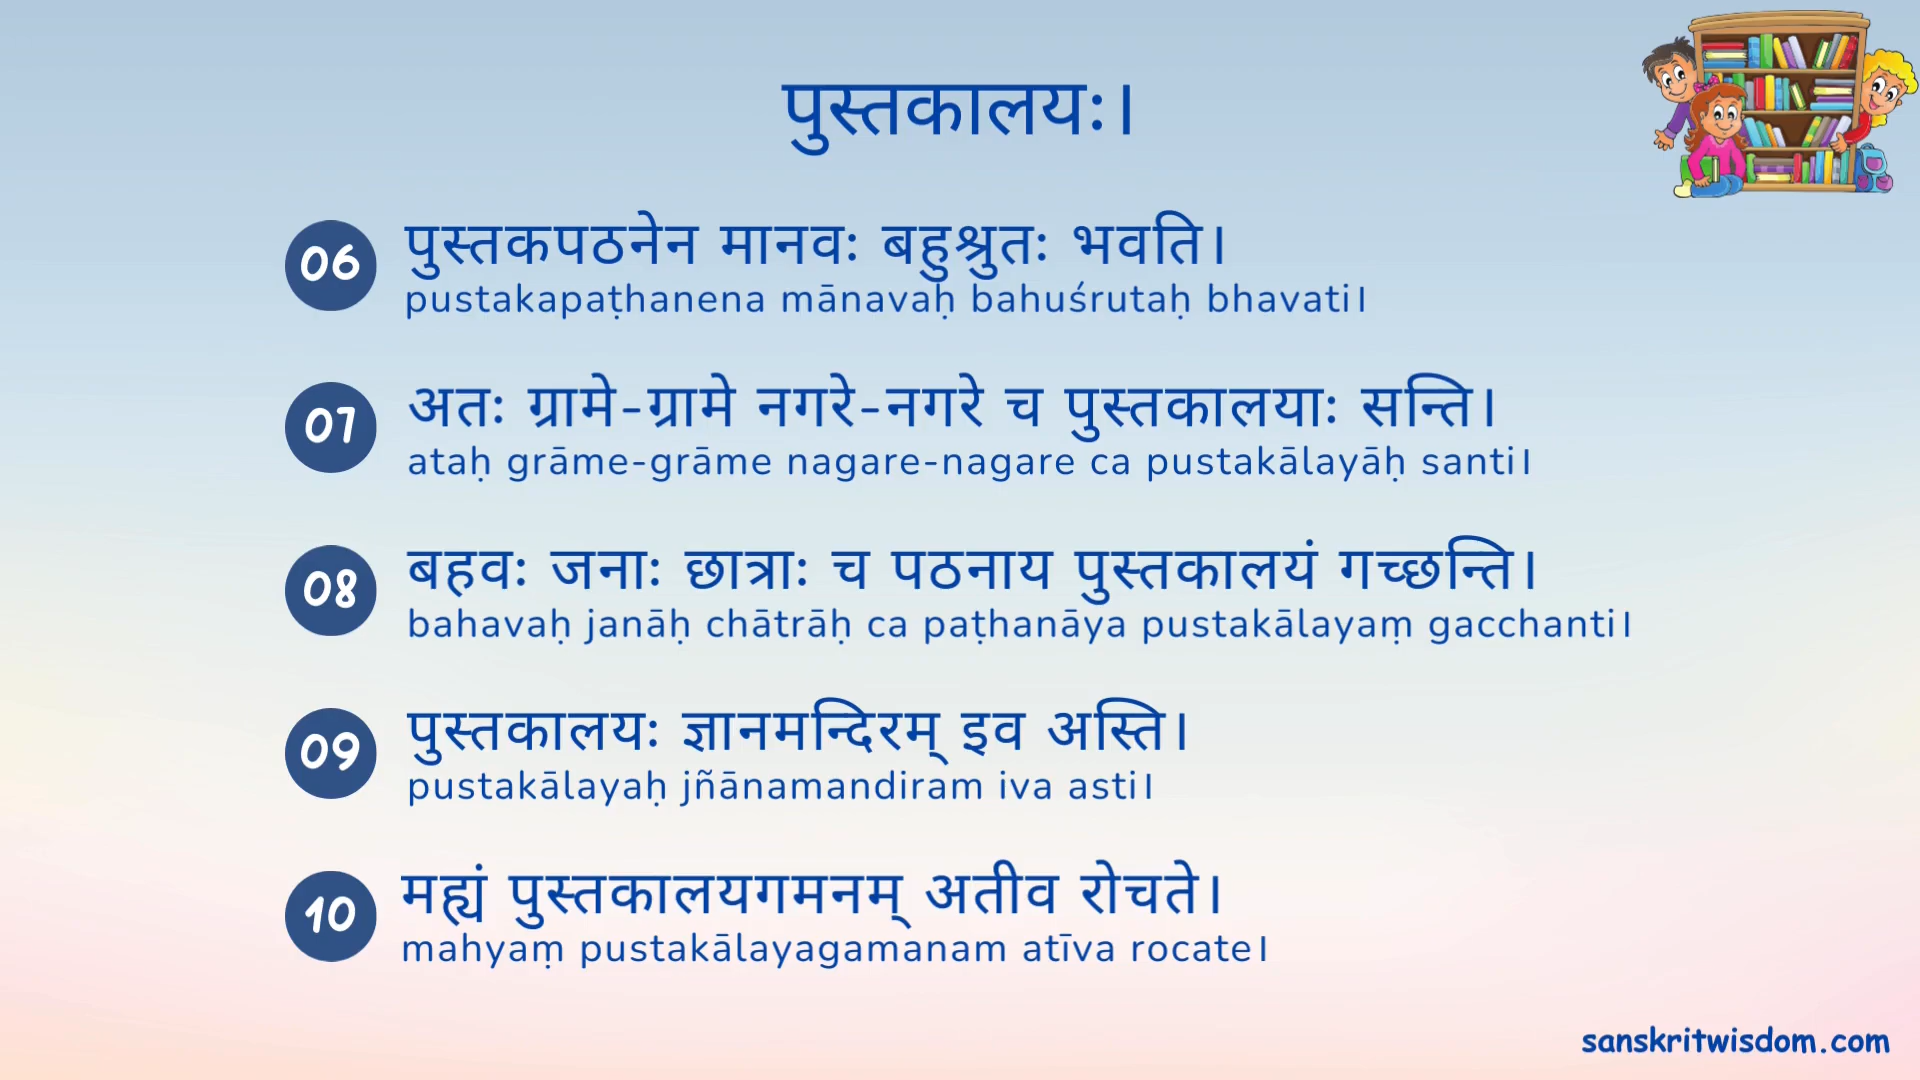 पुस्तकालयः।
06
पुस्तकपठनेन मानवः बहुश्रुतः भवति।
pustakapaṭhanena mānavaḥ bahuśrutaḥ bhavati।
07
अतः ग्रामे-ग्रामे नगरे-नगरे च पुस्तकालयाः सन्ति।
ataḥ grāme-grāme nagare-nagare ca pustakālayāḥ santi।
08
बहवः जनाः छात्राः च पठनाय पुस्तकालयं गच्छन्ति।
bahavaḥ janāḥ chātrāḥ ca paṭhanāya pustakālayaṃ gacchanti।
09
पुस्तकालयः ज्ञानमन्दिरम् इव अस्ति।
pustakālayaḥ jñānamandiram iva asti।
10
मह्यं पुस्तकालयगमनम् अतीव रोचते।
mahyaṃ pustakālayagamanam atīva rocate।
sanskritwisdom.com